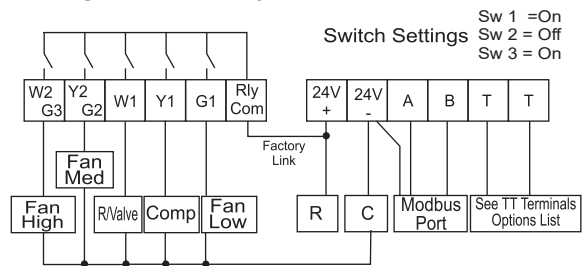 Switch Settings
Sw 1 =On
Sw 2 = Off
Sw 3 = On
W2
G3
Y2
G2
W1
Y1
G1
Rly
Com
24V
+
24V
-
A
B
T
T
Factory
Link
Fan
Med
Fan
High
R/Valve
Comp
Fan
Low
R
C
Modbus
Port
See TT Terminals
Options List